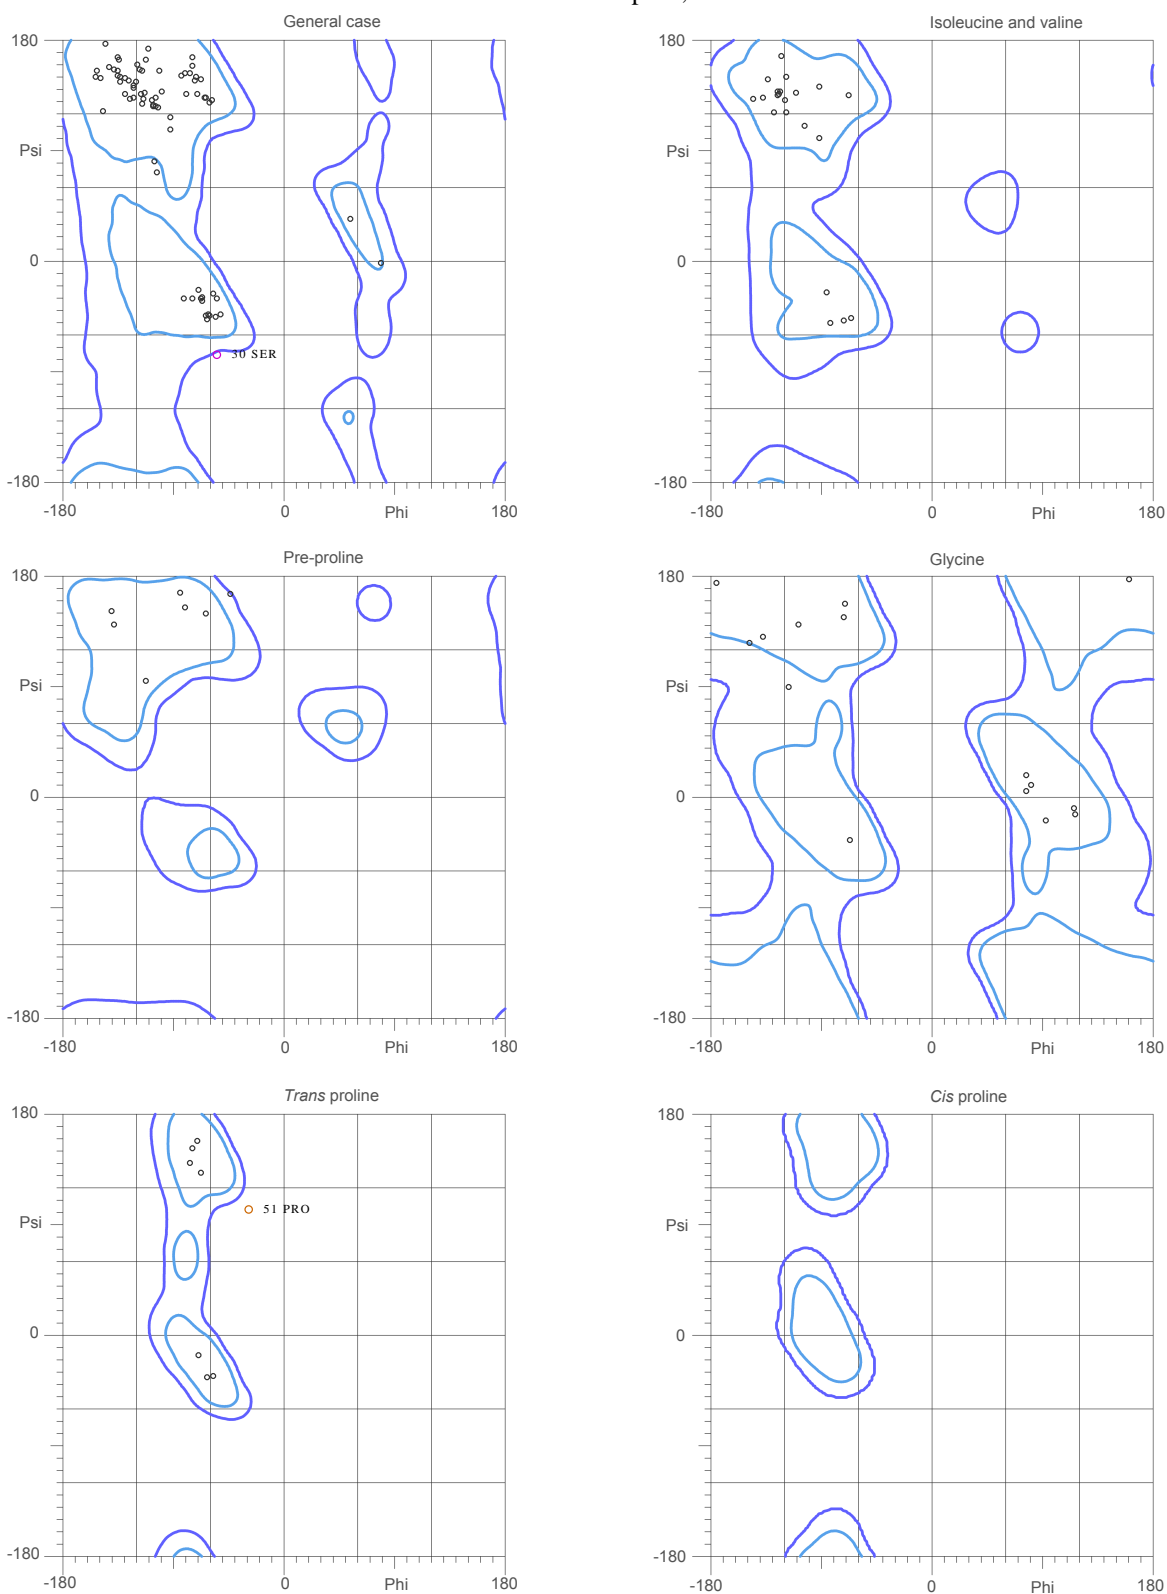 General case
Isoleucine and valine
180
180
Psi
Psi
0
0
30 SER
-180
-180
-180
0
Phi
180
-180
0
Phi
180
Pre-proline
Glycine
180
180
Psi
Psi
0
0
-180
-180
-180
0
Phi
180
-180
0
Phi
180
Trans proline
Cis proline
180
180
51 PRO
Psi
Psi
0
0
-180
-180
-180
0
Phi
180
-180
0
Phi
180